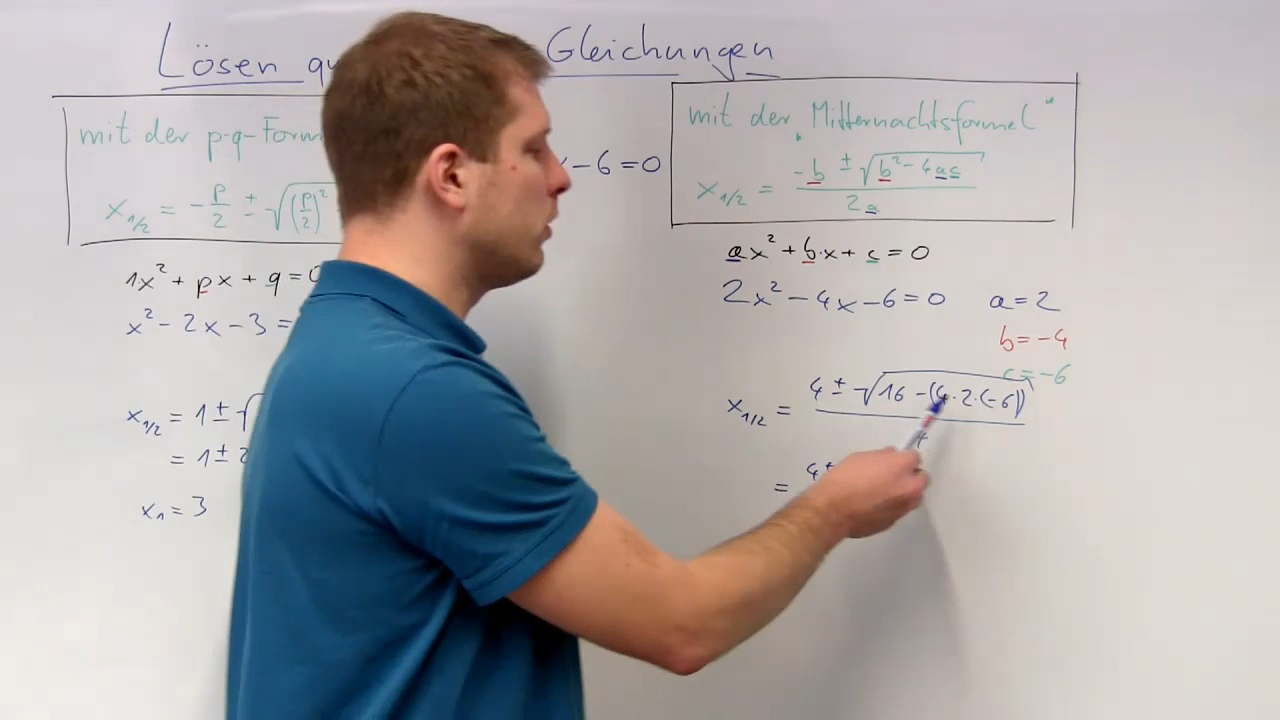 Lösen Gleichungen
mit der p-q-Form
x1/2 = -p/2 ± √(p/2)²
1x² + px + q = 0
x² - 2x - 3 =
x1/2 = 1 ± √
= 1 ± 2
x1 = 3
- 6 = 0
mit der „Mitternachtsformel"
x1/2 = -b ± √b² - 4ac / 2a
ax² + b·x + c = 0
2x² - 4x - 6 = 0 a = 2
b = -4
c = -6
x1/2 = 4 ± √16 - (4·2·(-6)) / 4
= 4 ±